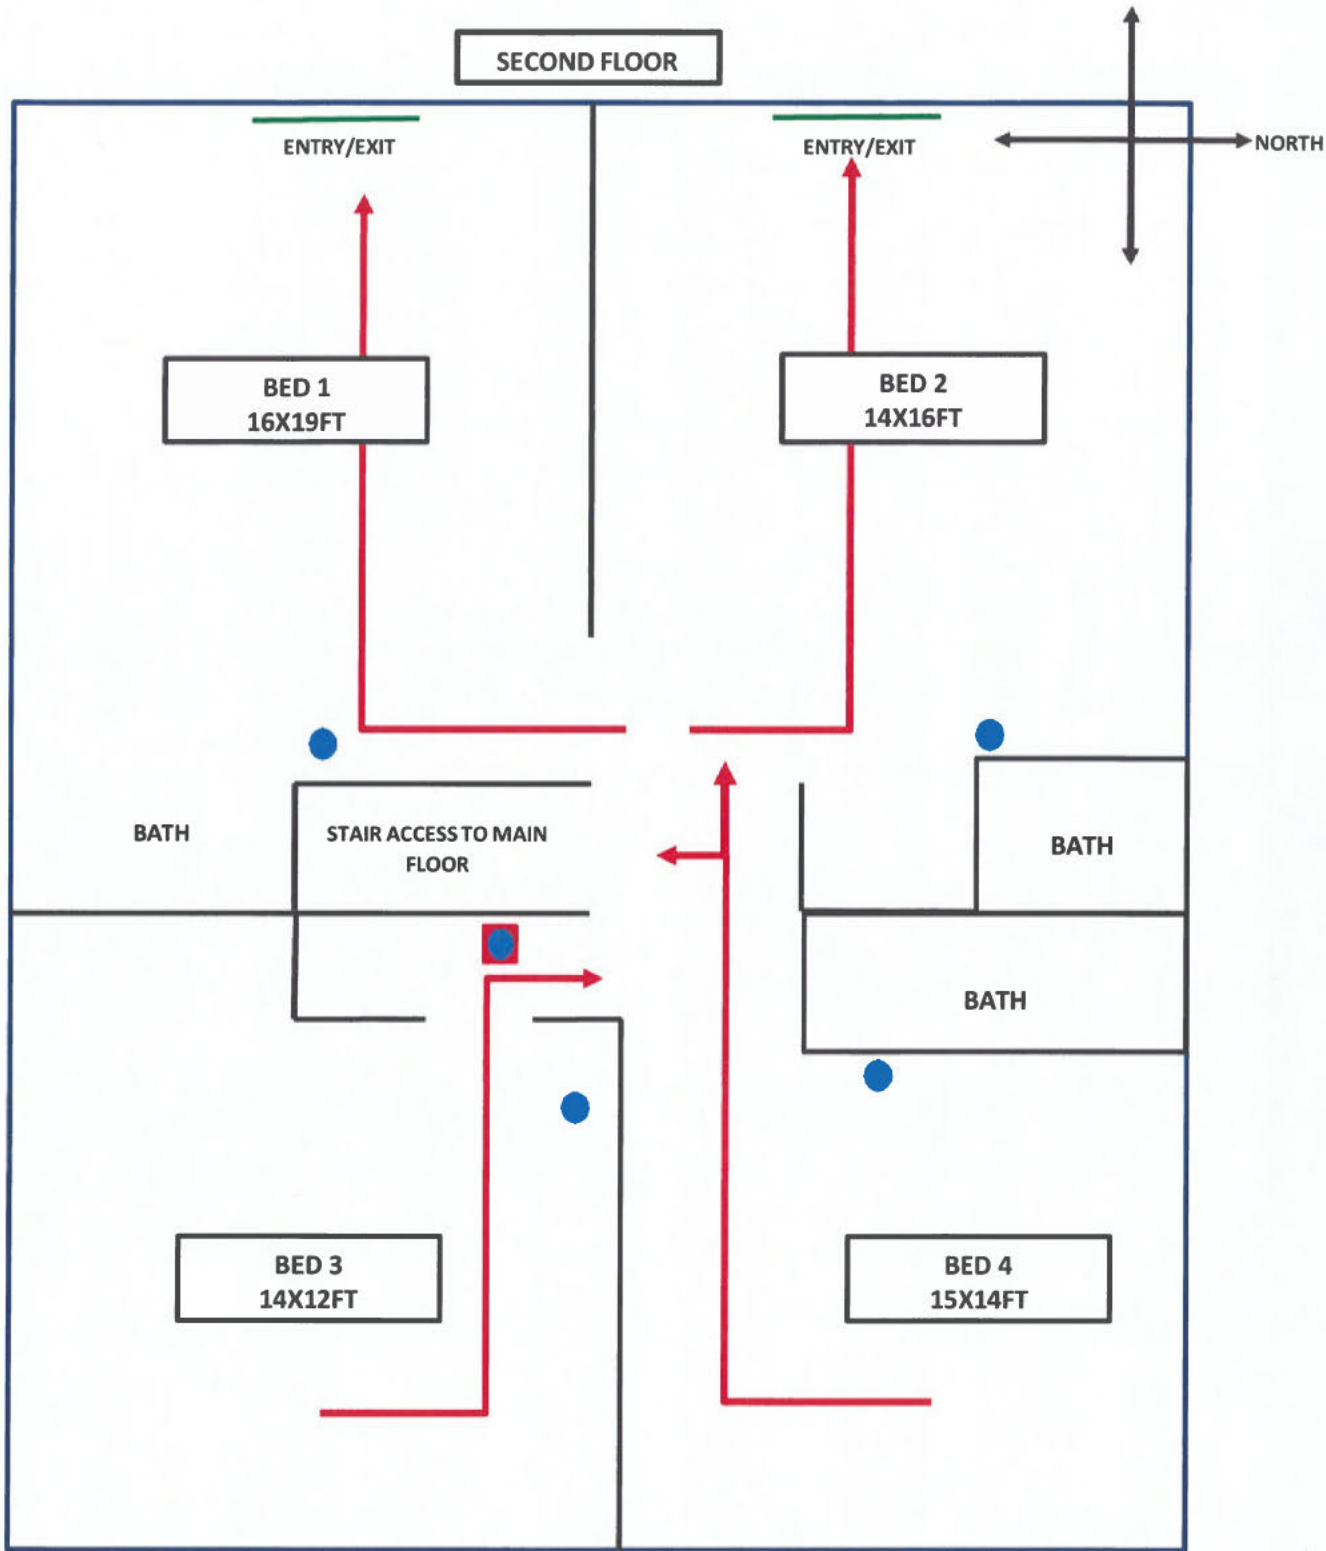 SECOND FLOOR
ENTRY/EXIT
ENTRY/EXIT
NORTH
BED 1
16X19FT
BED 2
14X16FT
BATH
STAIR ACCESS TO MAIN
FLOOR
BATH
BATH
BED 3
14X12FT
BED 4
15X14FT